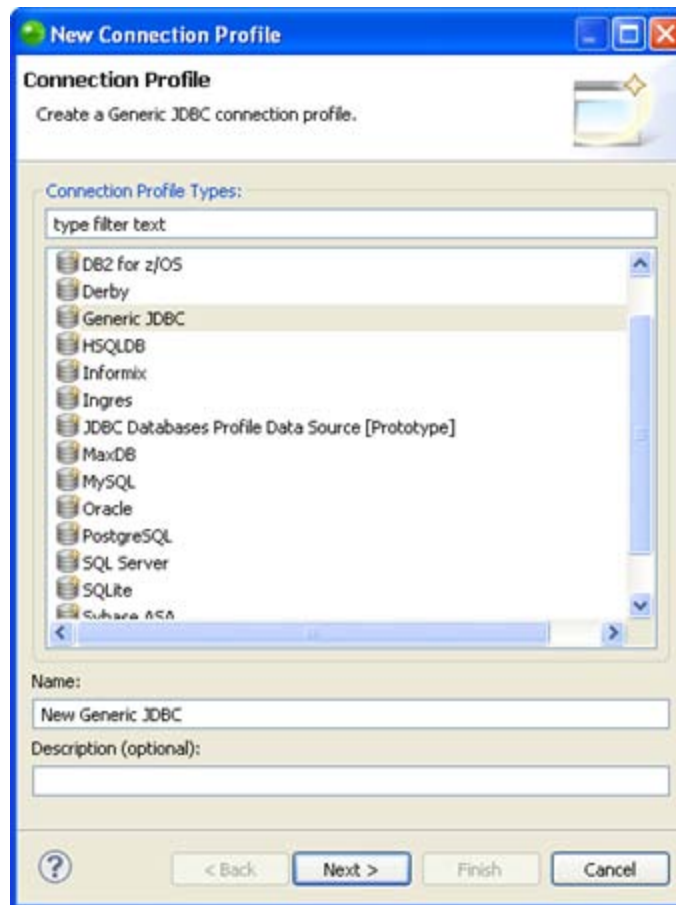 New Connection Profile
Connection Profile
Create a Generic JDBC connection profile.
Connection Profile Types:
type filter text
DB2 for z/OS
Derby
Generic JDBC
HSQLDB
Informix
Ingres
JDBC Databases Profile Data Source [Prototype]
MaxDB
MySQL
Oracle
PostgreSQL
SQL Server
SQLite
Sybase ASA
Name:
New Generic JDBC
Description (optional):
?
< Back
Next >
Finish
Cancel